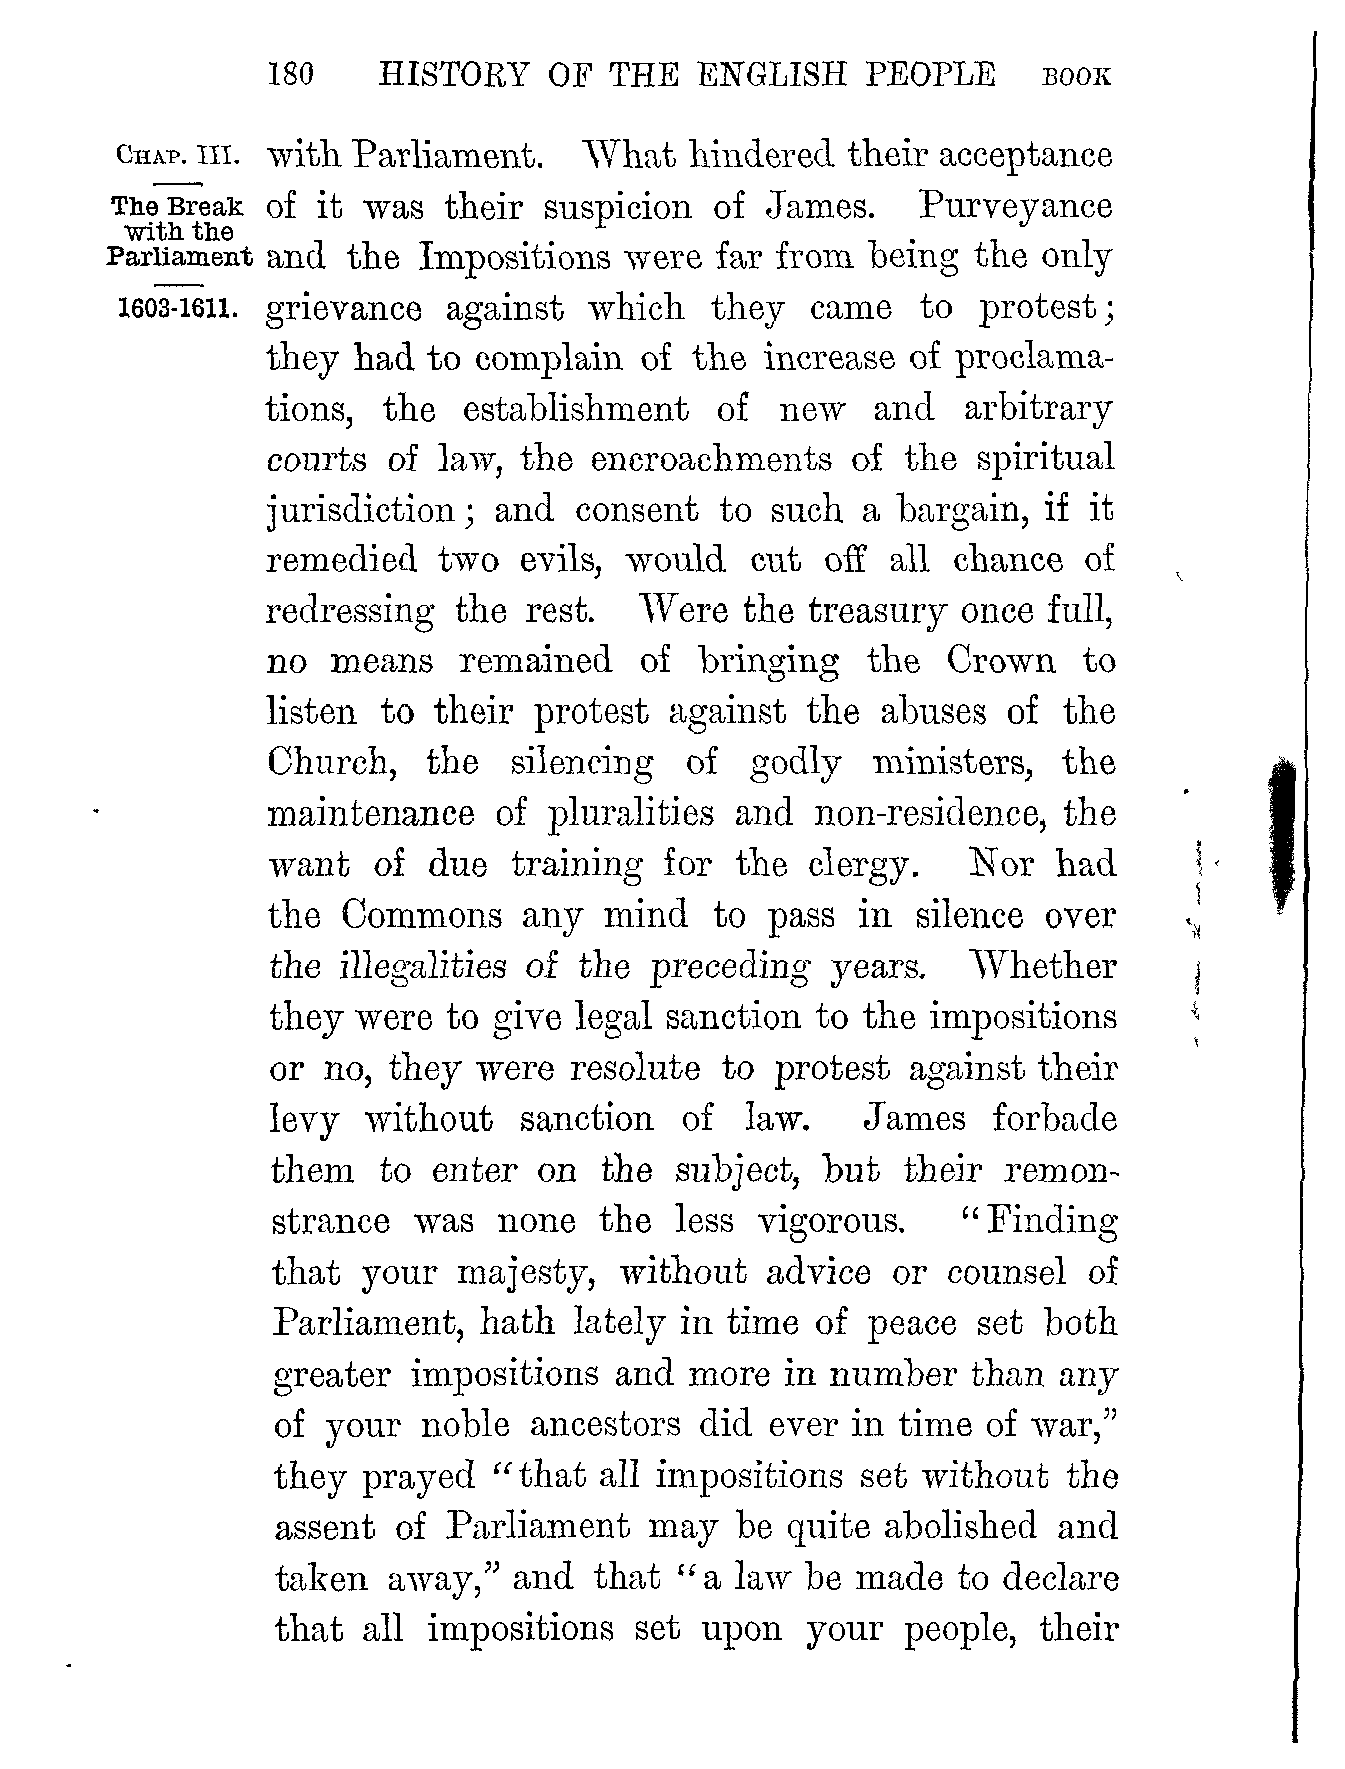 180 HISTORY OF THE ENGLISH PEOPLE BOOK
CHAP. III.
The Break
with the
Parliament
1603-1611.
with Parliament. What hindered their acceptance
of it was their suspicion of James. Purveyance
and the Impositions were far from being the only
grievance against which they came to protest;
they had to complain of the increase of proclama-
tions, the establishment of new and arbitrary
courts of law, the encroachments of the spiritual
jurisdiction; and consent to such a bargain, if it
remedied two evils, would cut off all chance of
redressing the rest. Were the treasury once full,
no means remained of bringing the Crown to
listen to their protest against the abuses of the
Church, the silencing of godly ministers, the
maintenance of pluralities and non-residence, the
want of due training for the clergy. Nor had
the Commons any mind to pass in silence over
the illegalities of the preceding years. Whether
they were to give legal sanction to the impositions
or no, they were resolute to protest against their
levy without sanction of law. James forbade
them to enter on the subject, but their remon-
strance was none the less vigorous. “Finding
that your majesty, without advice or counsel of
Parliament, hath lately in time of peace set both
greater impositions and more in number than any
of your noble ancestors did ever in time of war,”
they prayed “that all impositions set without the
assent of Parliament may be quite abolished and
taken away,” and that “a law be made to declare
that all impositions set upon your people, their